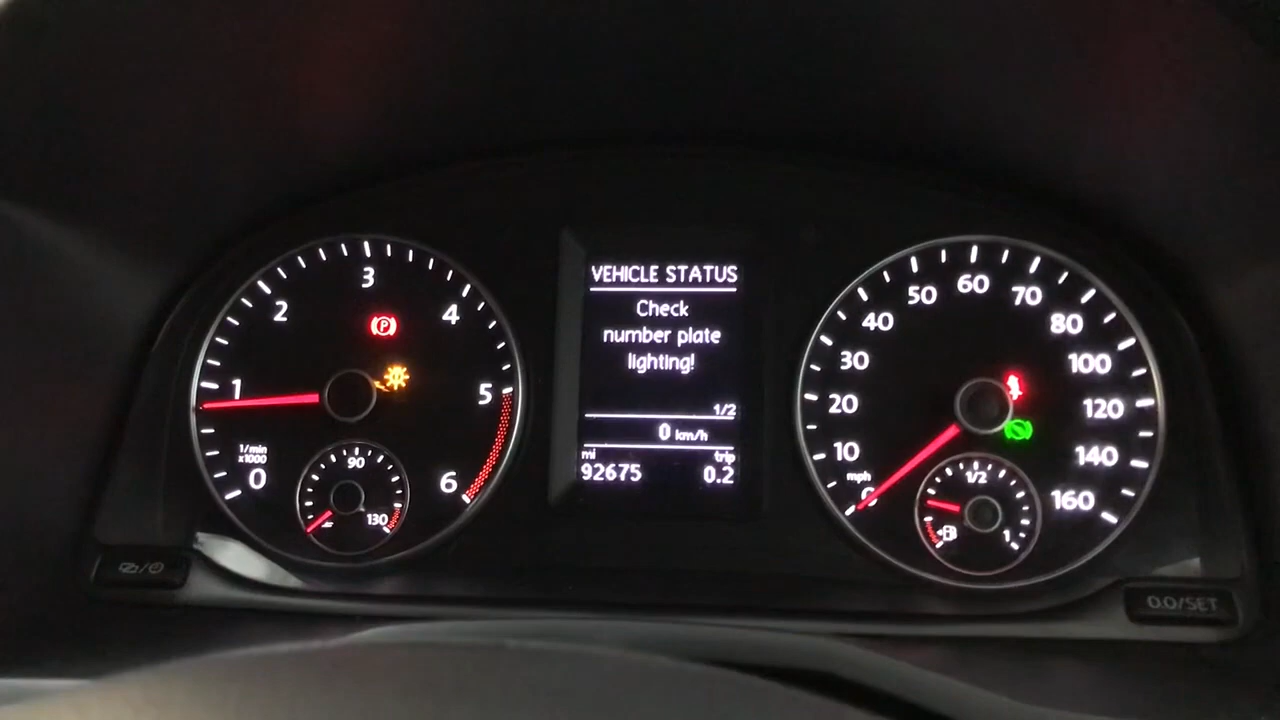 VEHICLE STATUS
Check
number plate
lighting!
1/2
0 km/h
mi trip
92675 0.2
0
1
2
3
4
5
6
1/min
x1000
90
130
P
0
10
20
30
40
50
60
70
80
100
120
140
160
mph
1/2
1
0.0/SET